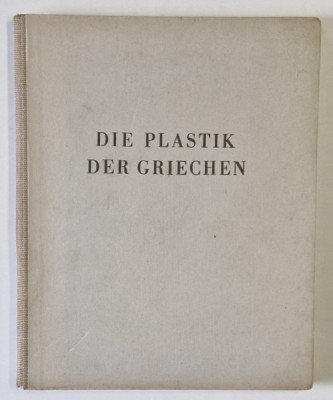 DIE PLASTIK
DER GRIECHEN